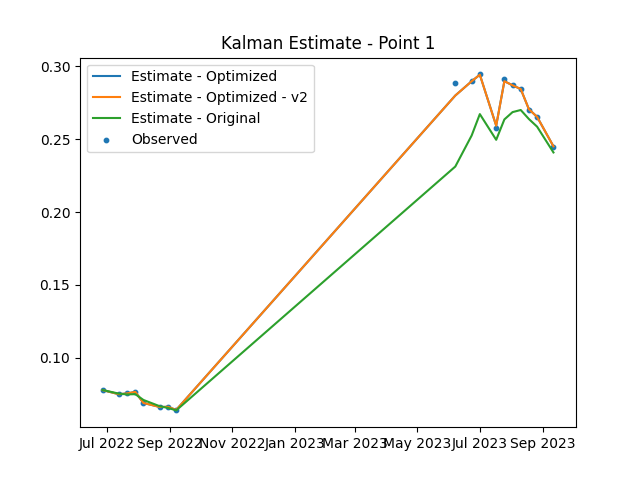 Kalman Estimate - Point 1
Estimate - Optimized
Estimate - Optimized - v2
Estimate - Original
Observed
0.30
0.25
0.20
0.15
0.10
Jul 2022 Sep 2022 Nov 2022 Jan 2023 Mar 2023 May 2023 Jul 2023 Sep 2023